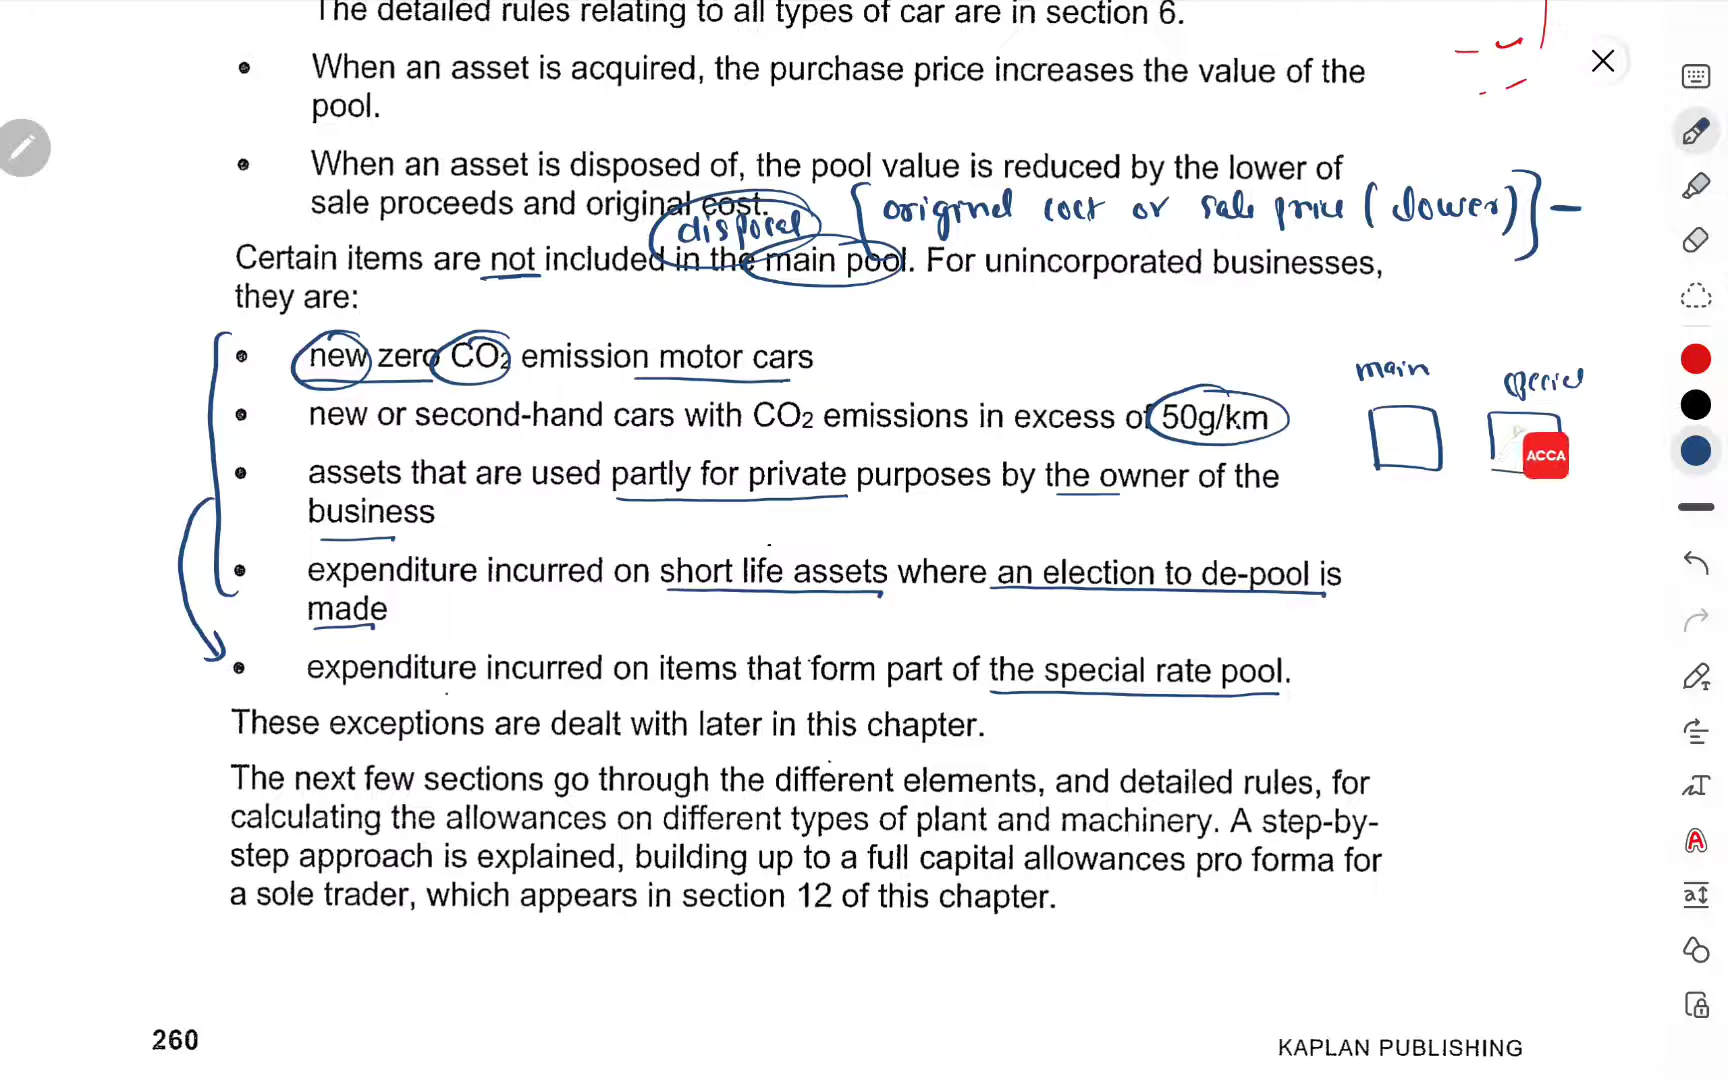 The detailed rules relating to all types of car are in section 6.
• When an asset is acquired, the purchase price increases the value of the
pool.
• When an asset is disposed of, the pool value is reduced by the lower of
sale proceeds and original cost.
disposal [original cost or sale price (lower)] –
Certain items are not included in the main pool. For unincorporated businesses,
they are:
• new zero CO₂ emission motor cars
main
• new or second-hand cars with CO₂ emissions in excess of 50g/km
ACCA
• assets that are used partly for private purposes by the owner of the
business
• expenditure incurred on short life assets where an election to de-pool is
made
• expenditure incurred on items that form part of the special rate pool.
These exceptions are dealt with later in this chapter.
The next few sections go through the different elements, and detailed rules, for
calculating the allowances on different types of plant and machinery. A step-by-
step approach is explained, building up to a full capital allowances pro forma for
a sole trader, which appears in section 12 of this chapter.
260
KAPLAN PUBLISHING